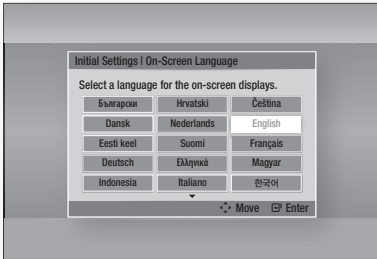 Initial Settings | On-Screen Language
Select a language for the on-screen displays.
Български Hrvatski Čeština
Dansk Nederlands English
Eesti keel Suomi Français
Deutsch Ελληνικά Magyar
Indonesia Italiano 한국어
Move Enter